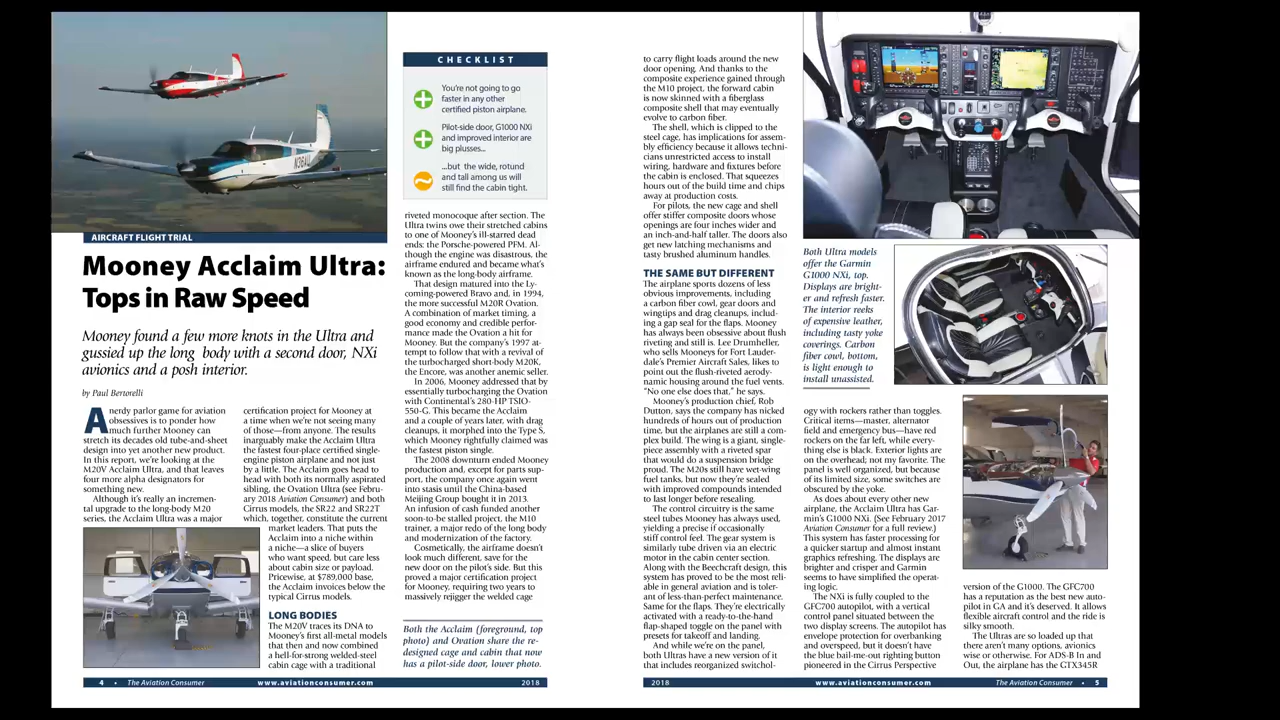 AIRCRAFT FLIGHT TRIAL
Mooney Acclaim Ultra:
Tops in Raw Speed
Mooney found a few more knots in the Ultra and
gussied up the long body with a second door, NXi
avionics and a posh interior.
by Paul Bertorelli
A nerdy parlor game for aviation
obsessives is to ponder how
much further Mooney can
stretch its decades old tube-and-sheet
design into yet another new product.
In this report, we're looking at the
M20V Acclaim Ultra, and that leaves
four more alpha designators for
something new.
Although it's really an incremen-
tal upgrade to the long-body M20
series, the Acclaim Ultra was a major
certification project for Mooney at
a time when we're not seeing many
of those—from anyone. The results
inarguably make the Acclaim Ultra
the fastest four-place certified single-
engine piston airplane and not just
by a little. The Acclaim goes head to
head with both its normally aspirated
sibling, the Ovation Ultra (see Febru-
ary 2018 Aviation Consumer) and both
Cirrus models, the SR22 and SR22T
which, together, constitute the current
market leaders. That puts the
Acclaim into a niche within
a niche—a slice of buyers
who want speed, but care less
about cabin size or payload.
Pricewise, at $789,000 base,
the Acclaim invoices below the
typical Cirrus models.
LONG BODIES
The M20V traces its DNA to
Mooney's first all-metal models
that then and now combined
a hell-for-strong welded-steel
cabin cage with a traditional
CHECKLIST
You're not going to go
faster in any other
certified piston airplane.
Pilot-side door, G1000 NXi
and improved interior are
big plusses...
...but the wide, rotund
and tall among us will
still find the cabin tight.
riveted monocoque after section. The
Ultra twins owe their stretched cabins
to one of Mooney's ill-starred dead
ends: the Porsche-powered PFM. Al-
though the engine was disastrous, the
airframe endured and became what's
known as the long-body airframe.
That design matured into the Ly-
coming-powered Bravo and, in 1994,
the more successful M20R Ovation.
A combination of market timing, a
good economy and credible perfor-
mance made the Ovation a hit for
Mooney. But the company's 1997 at-
tempt to follow that with a revival of
the turbocharged short-body M20K,
the Encore, was another anemic seller.
In 2006, Mooney addressed that by
essentially turbocharging the Ovation
with Continental's 280-HP TSIO-
550-G. This became the Acclaim
and a couple of years later, with drag
cleanups, it morphed into the Type S,
which Mooney rightfully claimed was
the fastest piston single.
The 2008 downturn ended Mooney
production and, except for parts sup-
port, the company once again went
into stasis until the China-based
Meijing Group bought it in 2013.
An infusion of cash funded another
soon-to-be stalled project, the M10
trainer, a major redo of the long body
and modernization of the factory.
Cosmetically, the airframe doesn't
look much different, save for the
new door on the pilot's side. But this
proved a major certification project
for Mooney, requiring two years to
massively rejigger the welded cage
Both the Acclaim (foreground, top
photo) and Ovation share the re-
designed cage and cabin that now
has a pilot-side door, lower photo.
4 • The Aviation Consumer
www.aviationconsumer.com
2018
to carry flight loads around the new
door opening. And thanks to the
composite experience gained through
the M10 project, the forward cabin
is now skinned with a fiberglass
composite shell that may eventually
evolve to carbon fiber.
The shell, which is clipped to the
steel cage, has implications for assem-
bly efficiency because it allows techni-
cians unrestricted access to install
wiring, hardware and fixtures before
the cabin is enclosed. That squeezes
hours out of the build time and chips
away at production costs.
For pilots, the new cage and shell
offer stiffer composite doors whose
openings are four inches wider and
an inch-and-half taller. The doors also
get new latching mechanisms and
tasty brushed aluminum handles.
THE SAME BUT DIFFERENT
The airplane sports dozens of less
obvious improvements, including
a carbon fiber cowl, gear doors and
wingtips and drag cleanups, includ-
ing a gap seal for the flaps. Mooney
has always been obsessive about flush
riveting and still is. Lee Drumheller,
who sells Mooneys for Fort Lauder-
dale's Premier Aircraft Sales, likes to
point out the flush-riveted aerody-
namic housing around the fuel vents.
"No one else does that," he says.
Mooney's production chief, Rob
Dutton, says the company has nicked
hundreds of hours out of production
time, but the airplanes are still a com-
plex build. The wing is a giant, single-
piece assembly with a riveted spar
that would do a suspension bridge
proud. The M20s still have wet-wing
fuel tanks, but now they're sealed
with improved compounds intended
to last longer before resealing.
The control circuitry is the same
steel tubes Mooney has always used,
yielding precise if occasionally
stiff control feel. The gear system is
similarly tube driven via an electric
motor in the cabin center section.
Along with the Beechcraft design, this
system has proved to be the most reli-
able in general aviation and is toler-
ant of less-than-perfect maintenance.
Same for the flaps. They're electrically
activated with a ready-to-the-hand
flap-shaped toggle on the panel with
presets for takeoff and landing.
And while we're on the panel,
both Ultras have a new version of it
that includes reorganized switchol-
Both Ultra models
offer the Garmin
G1000 NXi, top.
Displays are bright-
er and refresh faster.
The interior reeks
of expensive leather,
including tasty yoke
coverings. Carbon
fiber cowl, bottom,
is light enough to
install unassisted.
ogy with rockers rather than toggles.
Critical items—master, alternator
field and emergency bus—have red
rockers on the far left, while every-
thing else is black. Exterior lights are
on the overhead; not my favorite. The
panel is well organized, but because
of its limited size, some switches are
obscured by the yoke.
As does about every other new
airplane, the Acclaim Ultra has Gar-
min's G1000 NXi. (See February 2017
Aviation Consumer for a full review.)
This system has faster processing for
a quicker startup and almost instant
graphics refreshing. The displays are
brighter and crisper and Garmin
seems to have simplified the operat-
ing logic.
The NXi is fully coupled to the
GFC700 autopilot, with a vertical
control panel situated between the
two display screens. The autopilot has
envelope protection for overbanking
and overspeed, but it doesn't have
the blue bail-me-out righting button
pioneered in the Cirrus Perspective
version of the G1000. The GFC700
has a reputation as the best new auto-
pilot in GA and it's deserved. It allows
flexible aircraft control and the ride is
silky smooth.
The Ultras are so loaded up that
there aren't many options, avionics
wise or otherwise. For ADS-B In and
Out, the airplane has the GTX345R
2018
www.aviationconsumer.com
The Aviation Consumer • 5